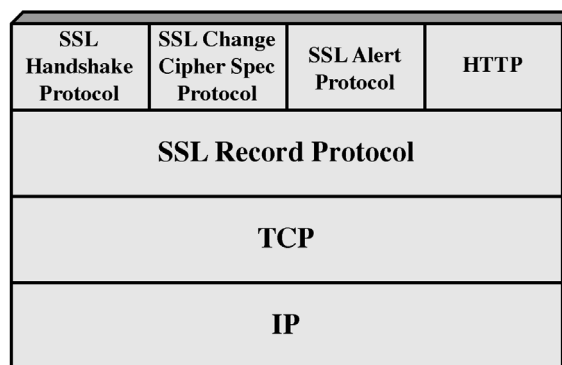 SSL
Handshake
Protocol
SSL Change
Cipher Spec
Protocol
SSL Alert
Protocol
HTTP
SSL Record Protocol
TCP
IP